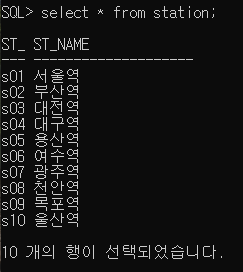 SQL> select * from station;
ST_ ST_NAME
--- --------------------
s01 서울역
s02 부산역
s03 대전역
s04 대구역
s05 용산역
s06 여수역
s07 광주역
s08 천안역
s09 목포역
s10 울산역
10 개의 행이 선택되었습니다.